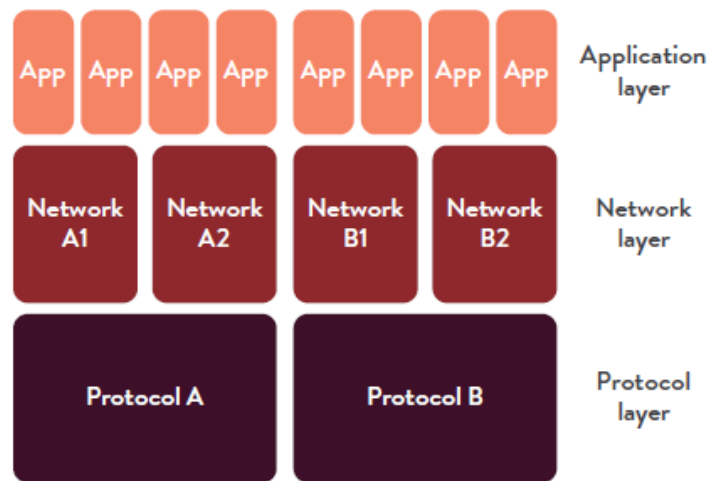 App App App App App App App App
Application
layer
Network
A1
Network
A2
Network
B1
Network
B2
Network
layer
Protocol A
Protocol B
Protocol
layer